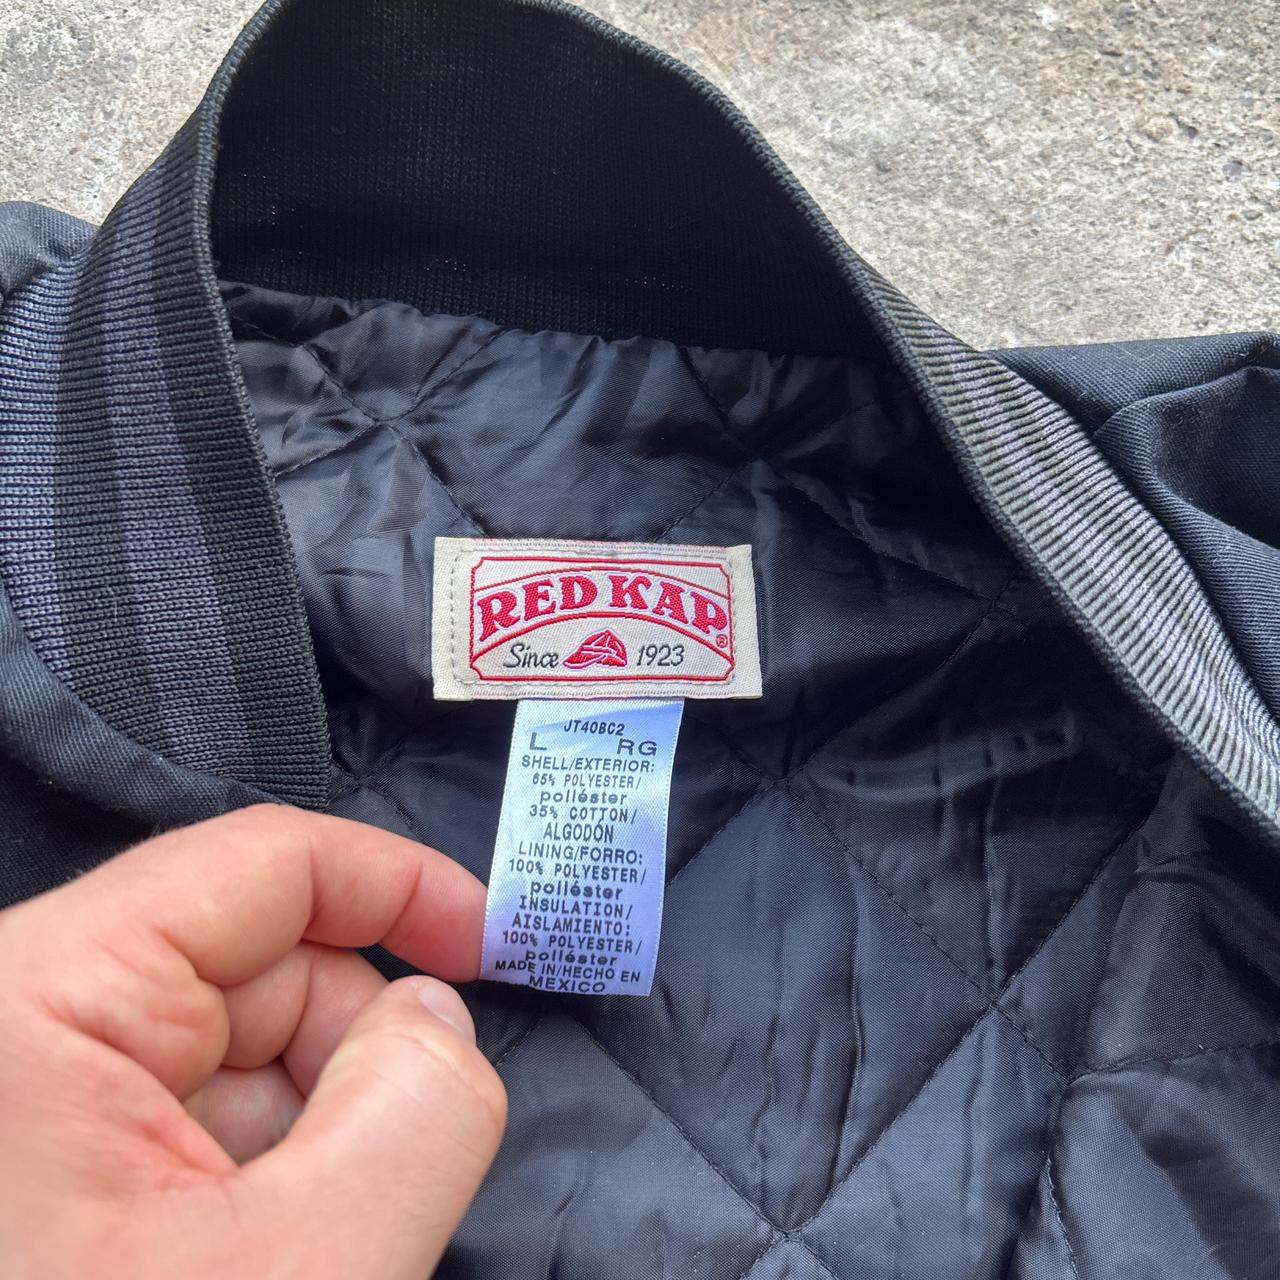 RED KAP®
Since 1923
JT40BC2
L RG
SHELL/EXTERIOR:
65% POLYESTER/
poliéster
35% COTTON/
ALGODÓN
LINING/FORRO:
100% POLYESTER/
poliéster
INSULATION/
AISLAMIENTO:
100% POLYESTER/
poliéster
MADE IN/HECHO EN
MEXICO